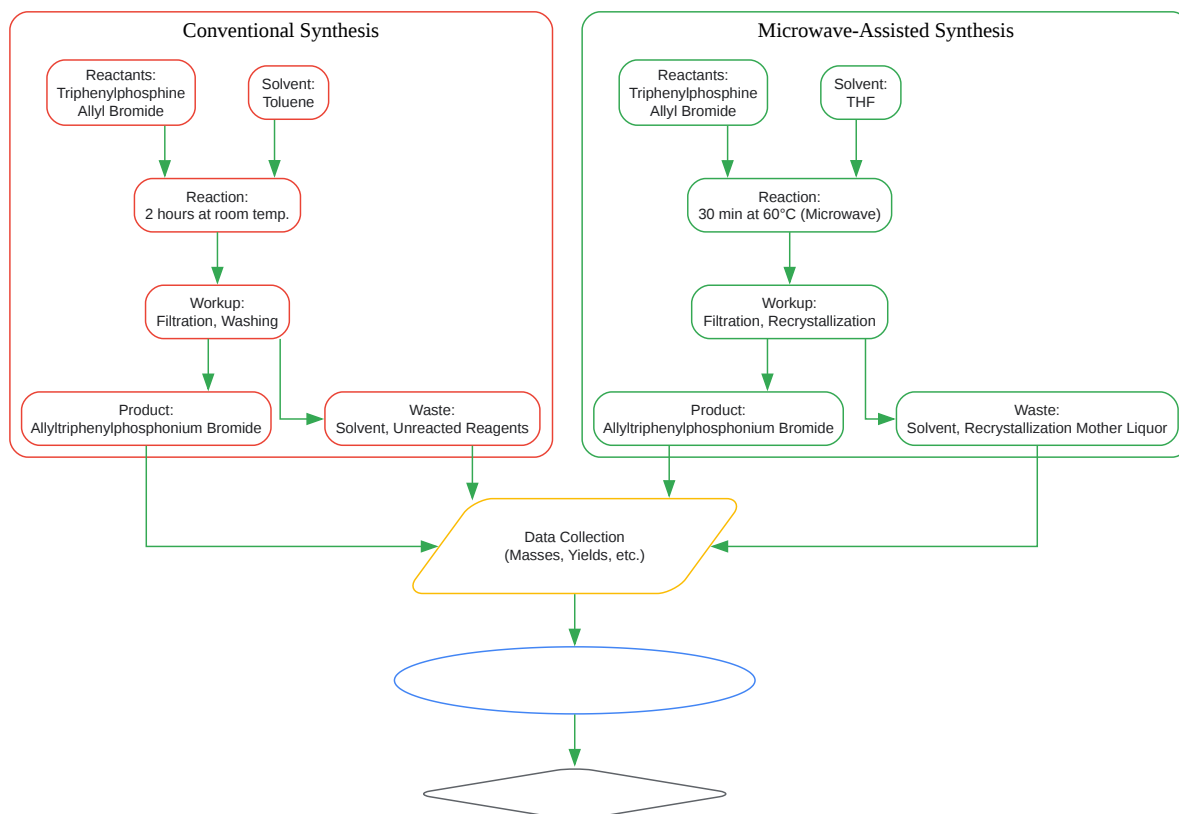 Conventional Synthesis
Reactants:
Triphenylphosphine
Allyl Bromide
Solvent:
Toluene
Reaction:
2 hours at room temp.
Workup:
Filtration, Washing
Product:
Allyltriphenylphosphonium Bromide
Waste:
Solvent, Unreacted Reagents
Microwave-Assisted Synthesis
Reactants:
Triphenylphosphine
Allyl Bromide
Solvent:
THF
Reaction:
30 min at 60°C (Microwave)
Workup:
Filtration, Recrystallization
Product:
Allyltriphenylphosphonium Bromide
Waste:
Solvent, Recrystallization Mother Liquor
Data Collection
(Masses, Yields, etc.)